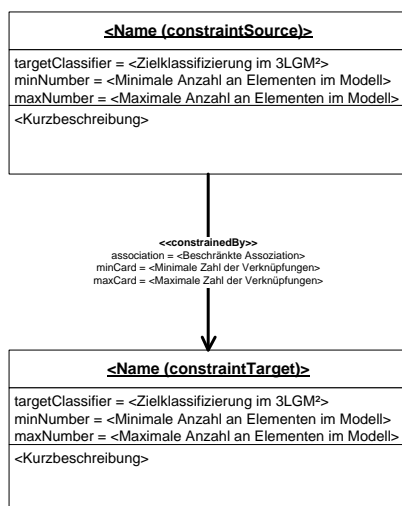 <Name (constraintSource)>
targetClassifier = <Zielklassifizierung im 3LGM²>
minNumber = <Minimale Anzahl an Elementen im Modell>
maxNumber = <Maximale Anzahl an Elementen im Modell>
<Kurzbeschreibung>
<<constrainedBy>>
association = <Beschränkte Assoziation>
minCard = <Minimale Zahl der Verknüpfungen>
maxCard = <Maximale Zahl der Verknüpfungen>
<Name (constraintTarget)>
targetClassifier = <Zielklassifizierung im 3LGM²>
minNumber = <Minimale Anzahl an Elementen im Modell>
maxNumber = <Maximale Anzahl an Elementen im Modell>
<Kurzbeschreibung>